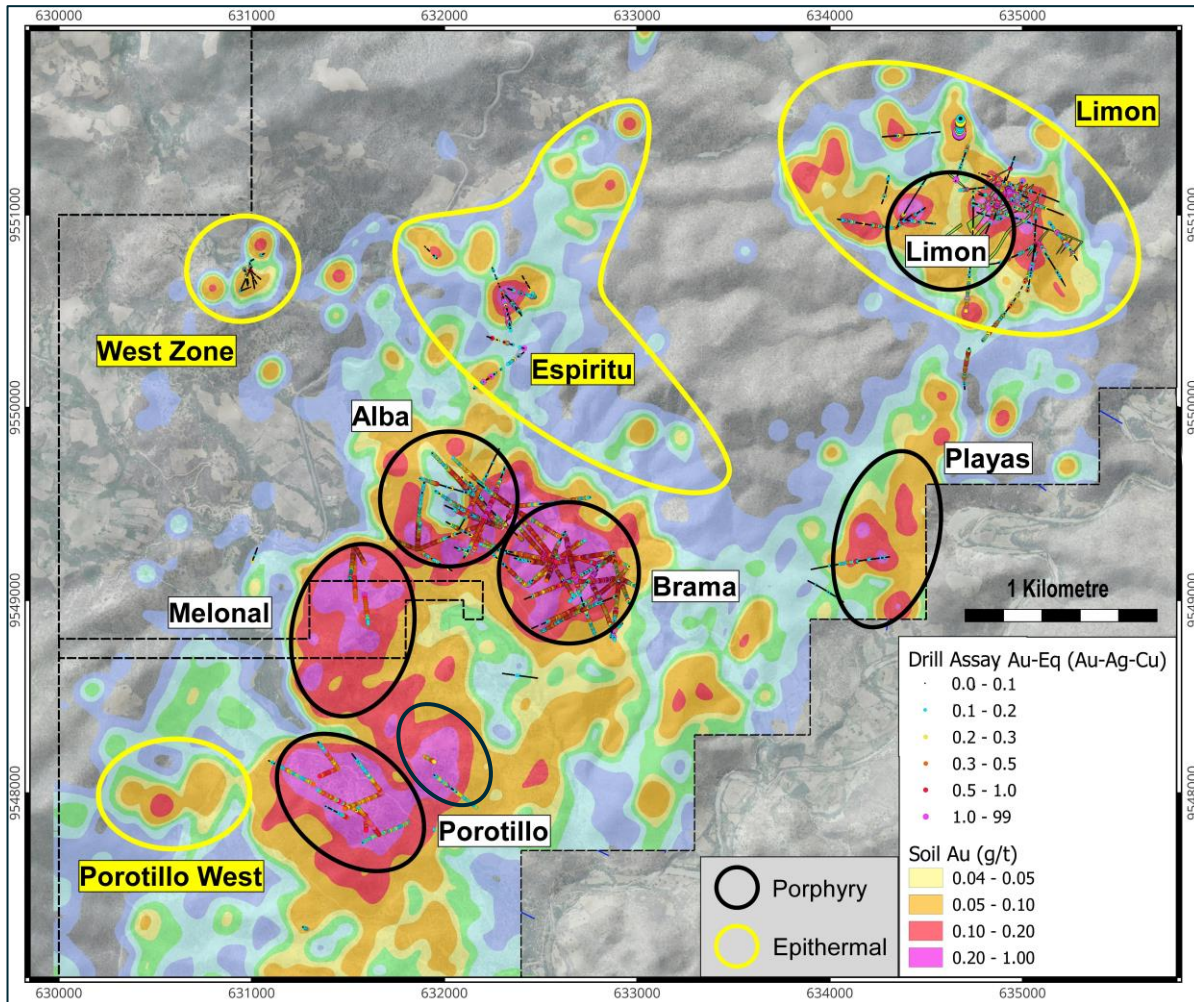 630000 631000 632000 633000 634000 635000
Limon
9551000
9551000
Limon
West Zone
Espiritu
9550000
9550000
Alba
Playas
1 Kilometre
Melonal
Brama
9549000
9549000
Drill Assay Au-Eq (Au-Ag-Cu)
0.0 - 0.1
0.1 - 0.2
0.2 - 0.3
0.3 - 0.5
0.5 - 1.0
1.0 - 99
9548000
9548000
Porotillo
Porotillo West
Soil Au (g/t)
0.04 - 0.05
0.05 - 0.10
0.10 - 0.20
0.20 - 1.00
Porphyry
Epithermal
630000 631000 632000 633000 634000 635000